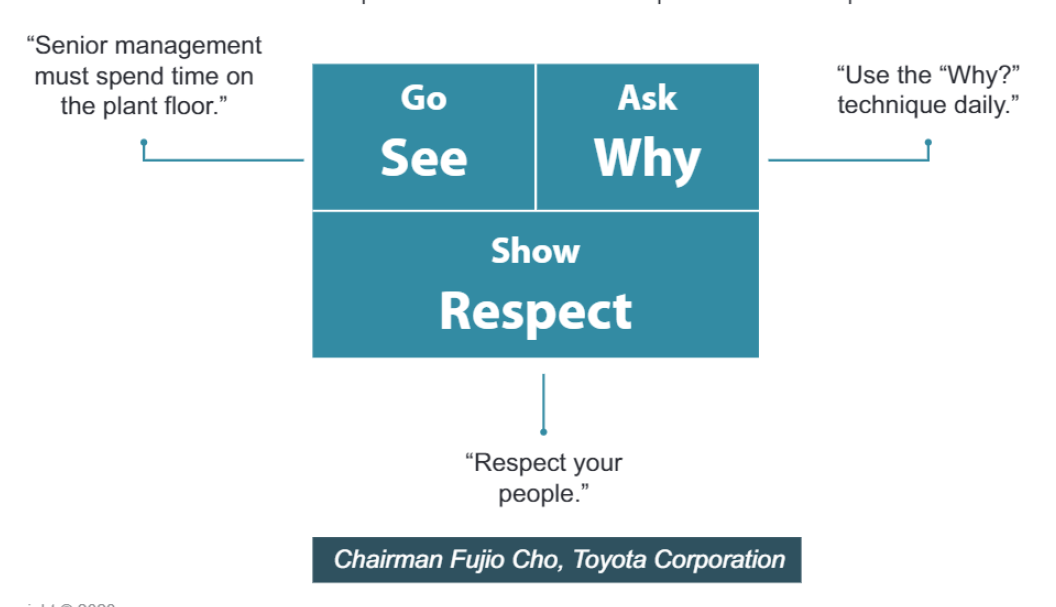 “Senior management
must spend time on
the plant floor.”
Go
See
Ask
Why
“Use the “Why?”
technique daily.”
Show
Respect
“Respect your
people.”
Chairman Fujio Cho, Toyota Corporation